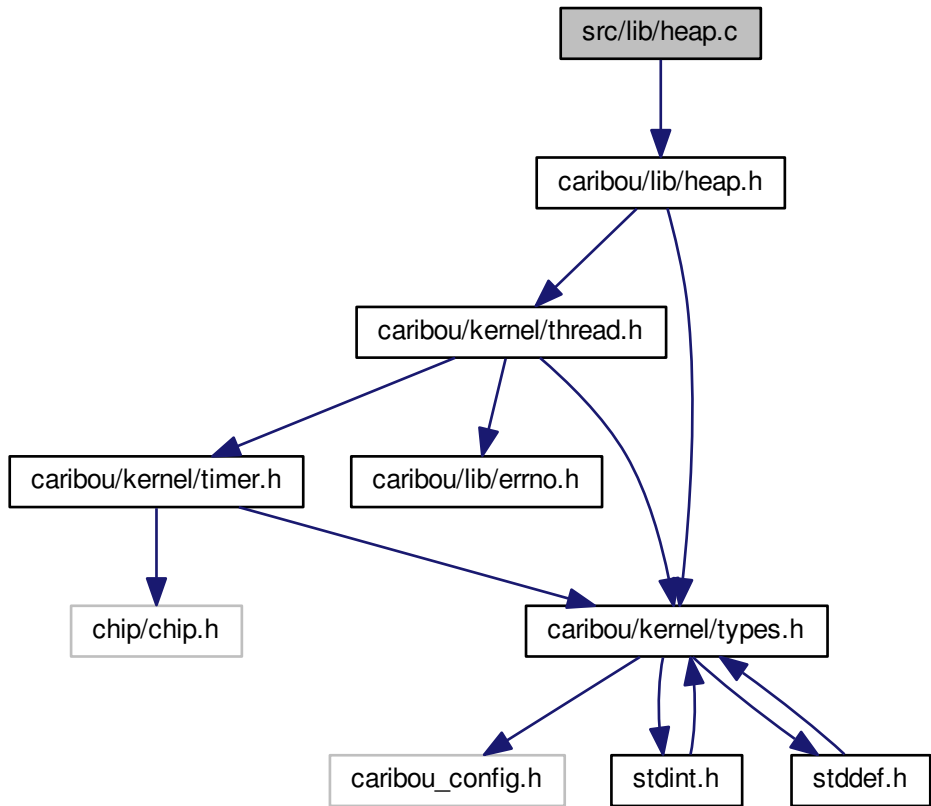 src/lib/heap.c
caribou/lib/heap.h
caribou/kernel/thread.h
caribou/kernel/timer.h
caribou/lib/errno.h
chip/chip.h
caribou/kernel/types.h
caribou_config.h
stdint.h
stddef.h